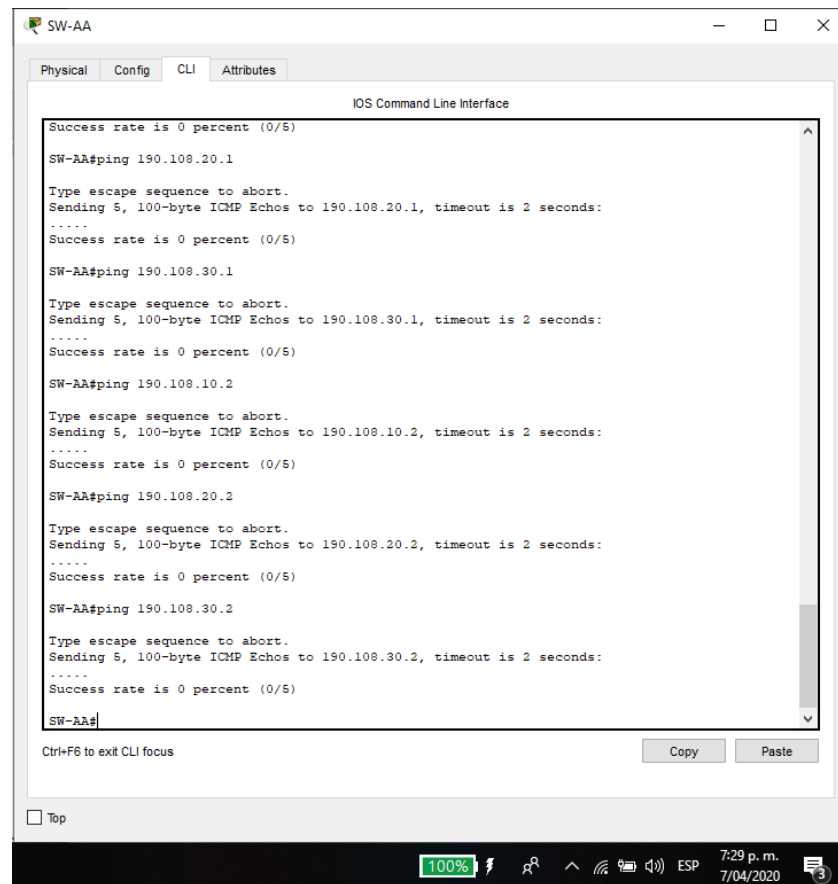 SW-AA
Physical Config CLI Attributes
IOS Command Line Interface
Success rate is 0 percent (0/5)
SW-AA#ping 190.108.20.1
Type escape sequence to abort.
Sending 5, 100-byte ICMP Echos to 190.108.20.1, timeout is 2 seconds:
.....
Success rate is 0 percent (0/5)
SW-AA#ping 190.108.30.1
Type escape sequence to abort.
Sending 5, 100-byte ICMP Echos to 190.108.30.1, timeout is 2 seconds:
.....
Success rate is 0 percent (0/5)
SW-AA#ping 190.108.10.2
Type escape sequence to abort.
Sending 5, 100-byte ICMP Echos to 190.108.10.2, timeout is 2 seconds:
.....
Success rate is 0 percent (0/5)
SW-AA#ping 190.108.20.2
Type escape sequence to abort.
Sending 5, 100-byte ICMP Echos to 190.108.20.2, timeout is 2 seconds:
.....
Success rate is 0 percent (0/5)
SW-AA#ping 190.108.30.2
Type escape sequence to abort.
Sending 5, 100-byte ICMP Echos to 190.108.30.2, timeout is 2 seconds:
.....
Success rate is 0 percent (0/5)
SW-AA#
Ctrl+F6 to exit CLI focus
Copy Paste
Top
100% ESP 7:29 p. m.
7/04/2020 3